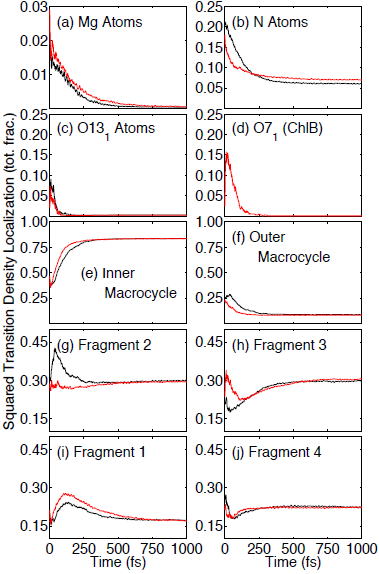 Squared Transition Density Localization (tot. frac.)
(a) Mg Atoms
0.03
0.02
0.01
(b) N Atoms
0.25
0.20
0.15
0.10
0.05
(c) O13₁ Atoms
0.25
0.20
0.15
0.10
0.05
(d) O7₁ (ChlB)
0.25
0.20
0.15
0.10
0.05
(e) Inner
Macrocycle
1.00
0.75
0.50
0.25
(f) Outer
Macrocycle
1.00
0.75
0.50
0.25
(g) Fragment 2
0.45
0.30
0.15
(h) Fragment 3
0.45
0.30
0.15
(i) Fragment 1
0.45
0.30
0.15
(j) Fragment 4
0.45
0.30
0.15
0 250 500 750 1000
Time (fs)
0 250 500 750 1000
Time (fs)